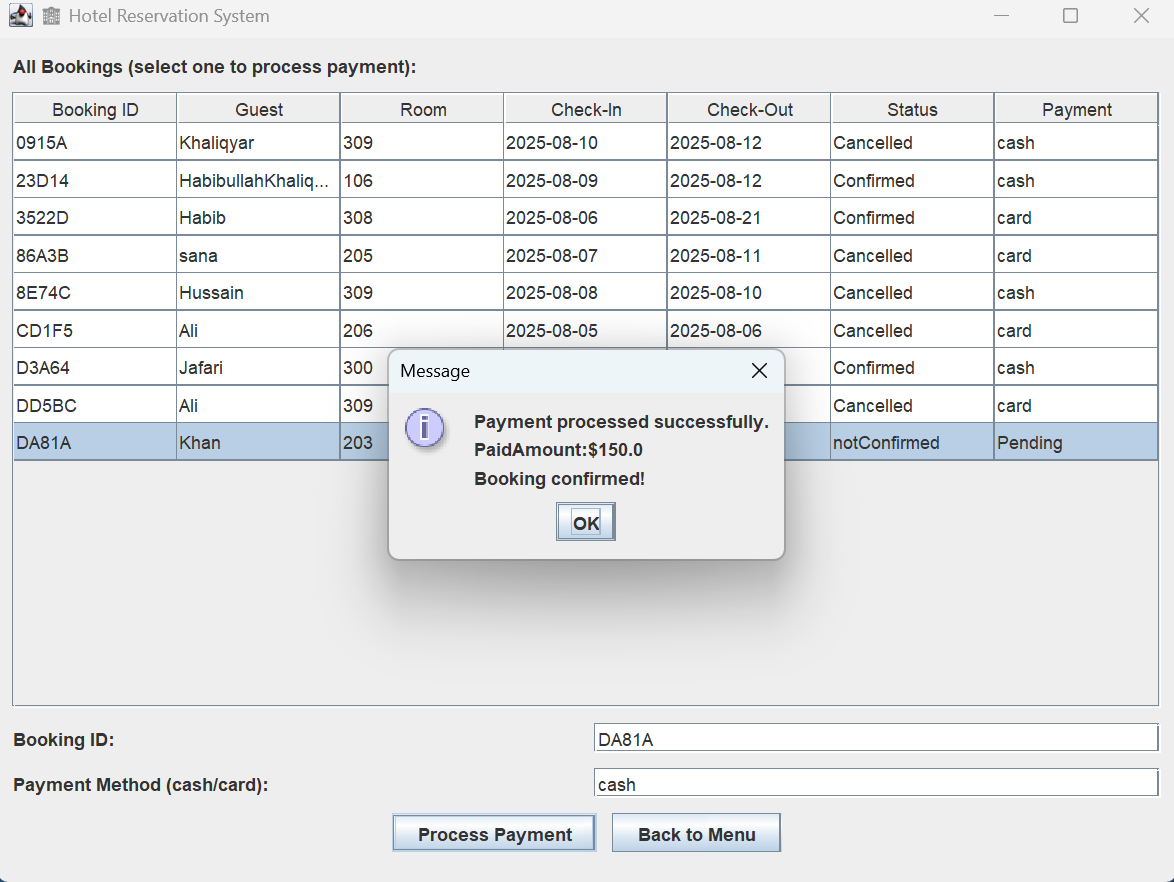 Hotel Reservation System
All Bookings (select one to process payment):
Booking ID Guest Room Check-In Check-Out Status Payment
0915A Khaliqyar 309 2025-08-10 2025-08-12 Cancelled cash
23D14 HabibullahKhaliq... 106 2025-08-09 2025-08-12 Confirmed cash
3522D Habib 308 2025-08-06 2025-08-21 Confirmed card
86A3B sana 205 2025-08-07 2025-08-11 Cancelled card
8E74C Hussain 309 2025-08-08 2025-08-10 Cancelled cash
CD1F5 Ali 206 2025-08-05 2025-08-06 Cancelled card
D3A64 Jafari 300 Confirmed cash
DD5BC Ali 309 Cancelled card
DA81A Khan 203 notConfirmed Pending
Message
Payment processed successfully.
PaidAmount:$150.0
Booking confirmed!
OK
Booking ID: DA81A
Payment Method (cash/card): cash
Process Payment Back to Menu